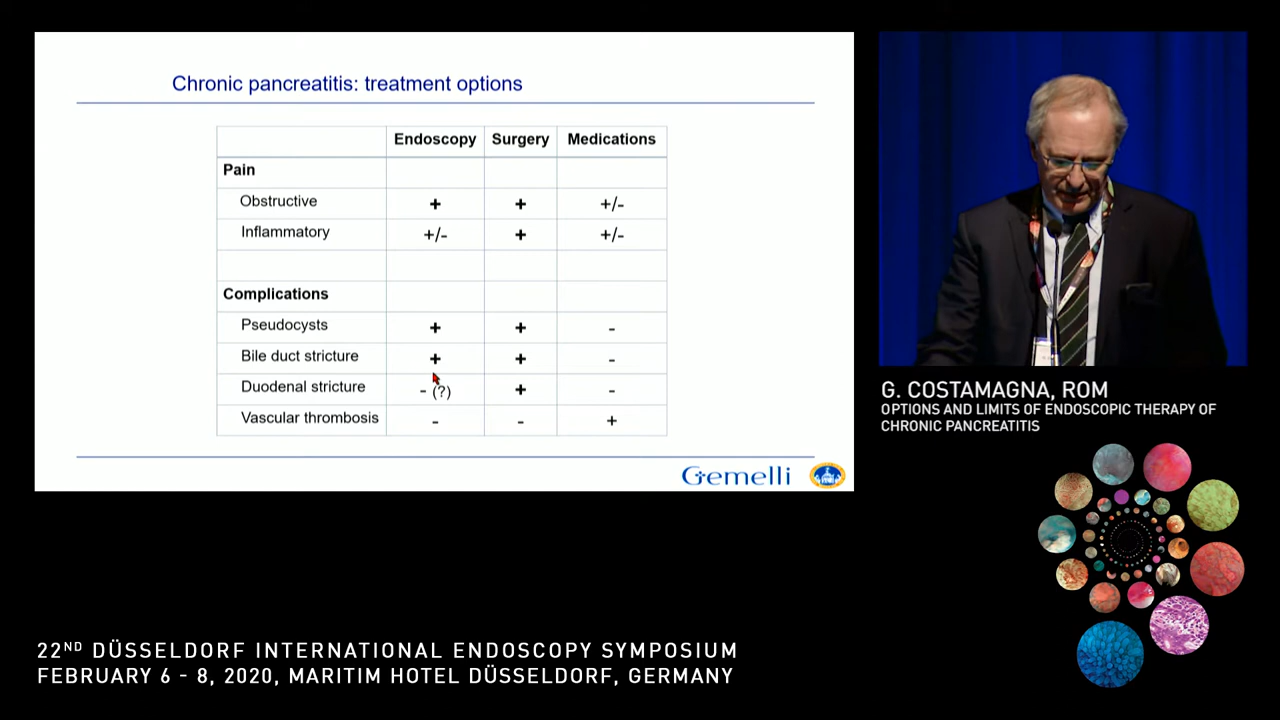 Chronic pancreatitis: treatment options
Endoscopy Surgery Medications
Pain
Obstructive + + +/-
Inflammatory +/- + +/-
Complications
Pseudocysts + + -
Bile duct stricture + + -
Duodenal stricture - (?) + -
Vascular thrombosis - - +
Gemelli
G. COSTAMAGNA, ROM
OPTIONS AND LIMITS OF ENDOSCOPIC THERAPY OF
CHRONIC PANCREATITIS
22ND DÜSSELDORF INTERNATIONAL ENDOSCOPY SYMPOSIUM
FEBRUARY 6 - 8, 2020, MARITIM HOTEL DÜSSELDORF, GERMANY